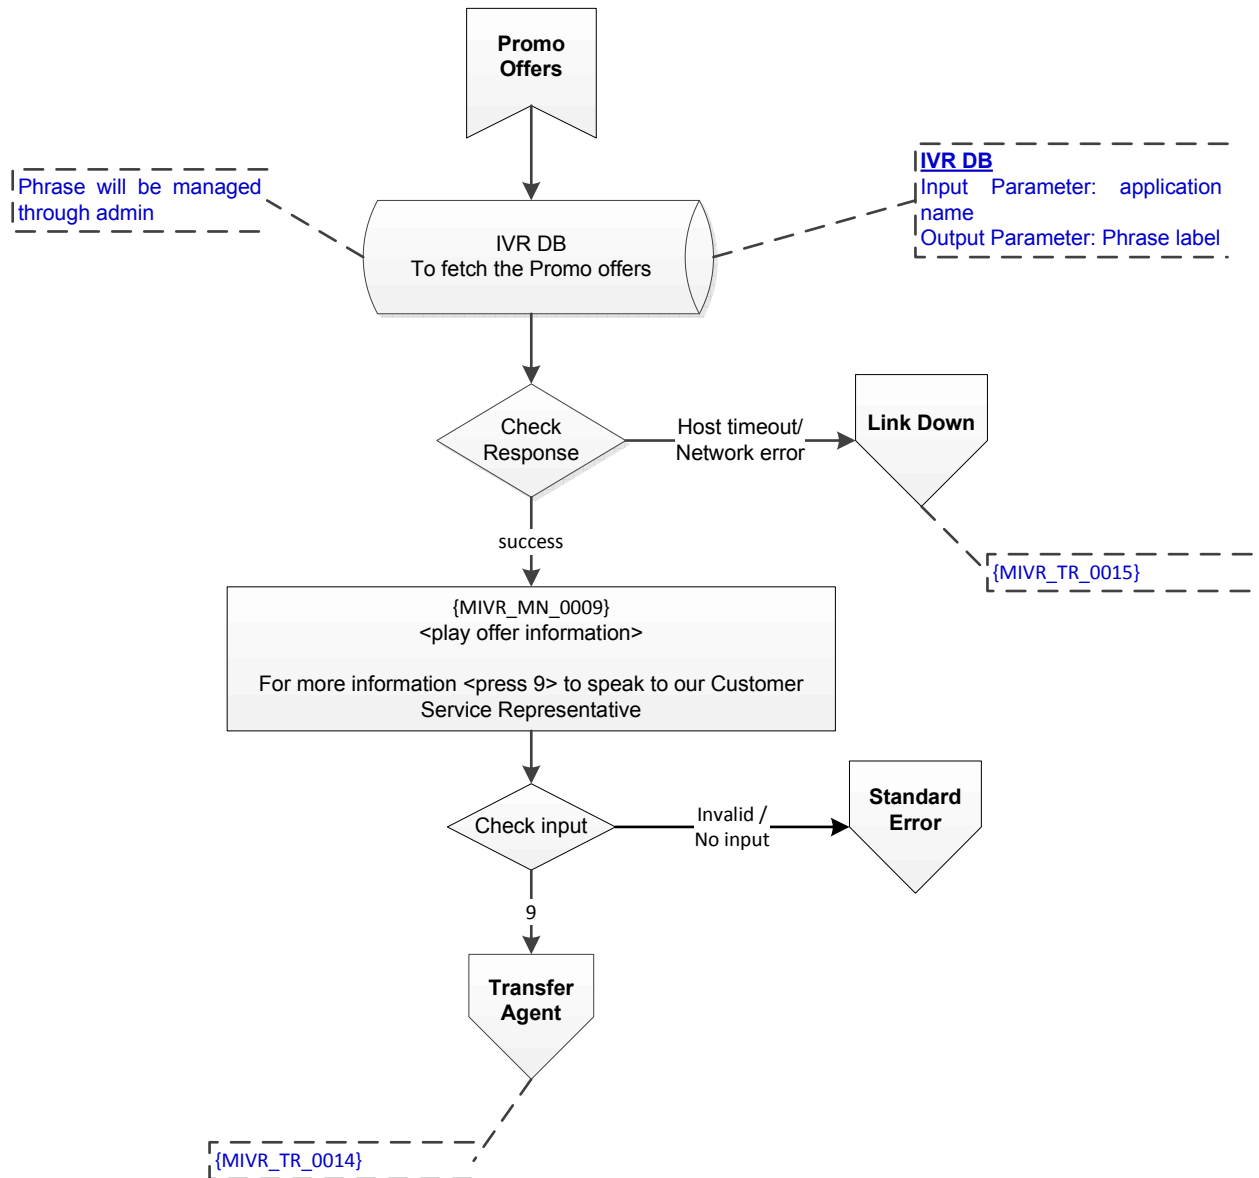 Promo
Offers
Phrase will be managed
through admin
IVR DB
Input Parameter: application
name
Output Parameter: Phrase label
IVR DB
To fetch the Promo offers
Check
Response
Host timeout/
Network error
Link Down
success
{MIVR_TR_0015}
{MIVR_MN_0009}
<play offer information>
For more information <press 9> to speak to our Customer
Service Representative
Check input
Invalid /
No input
Standard
Error
9
Transfer
Agent
{MIVR_TR_0014}